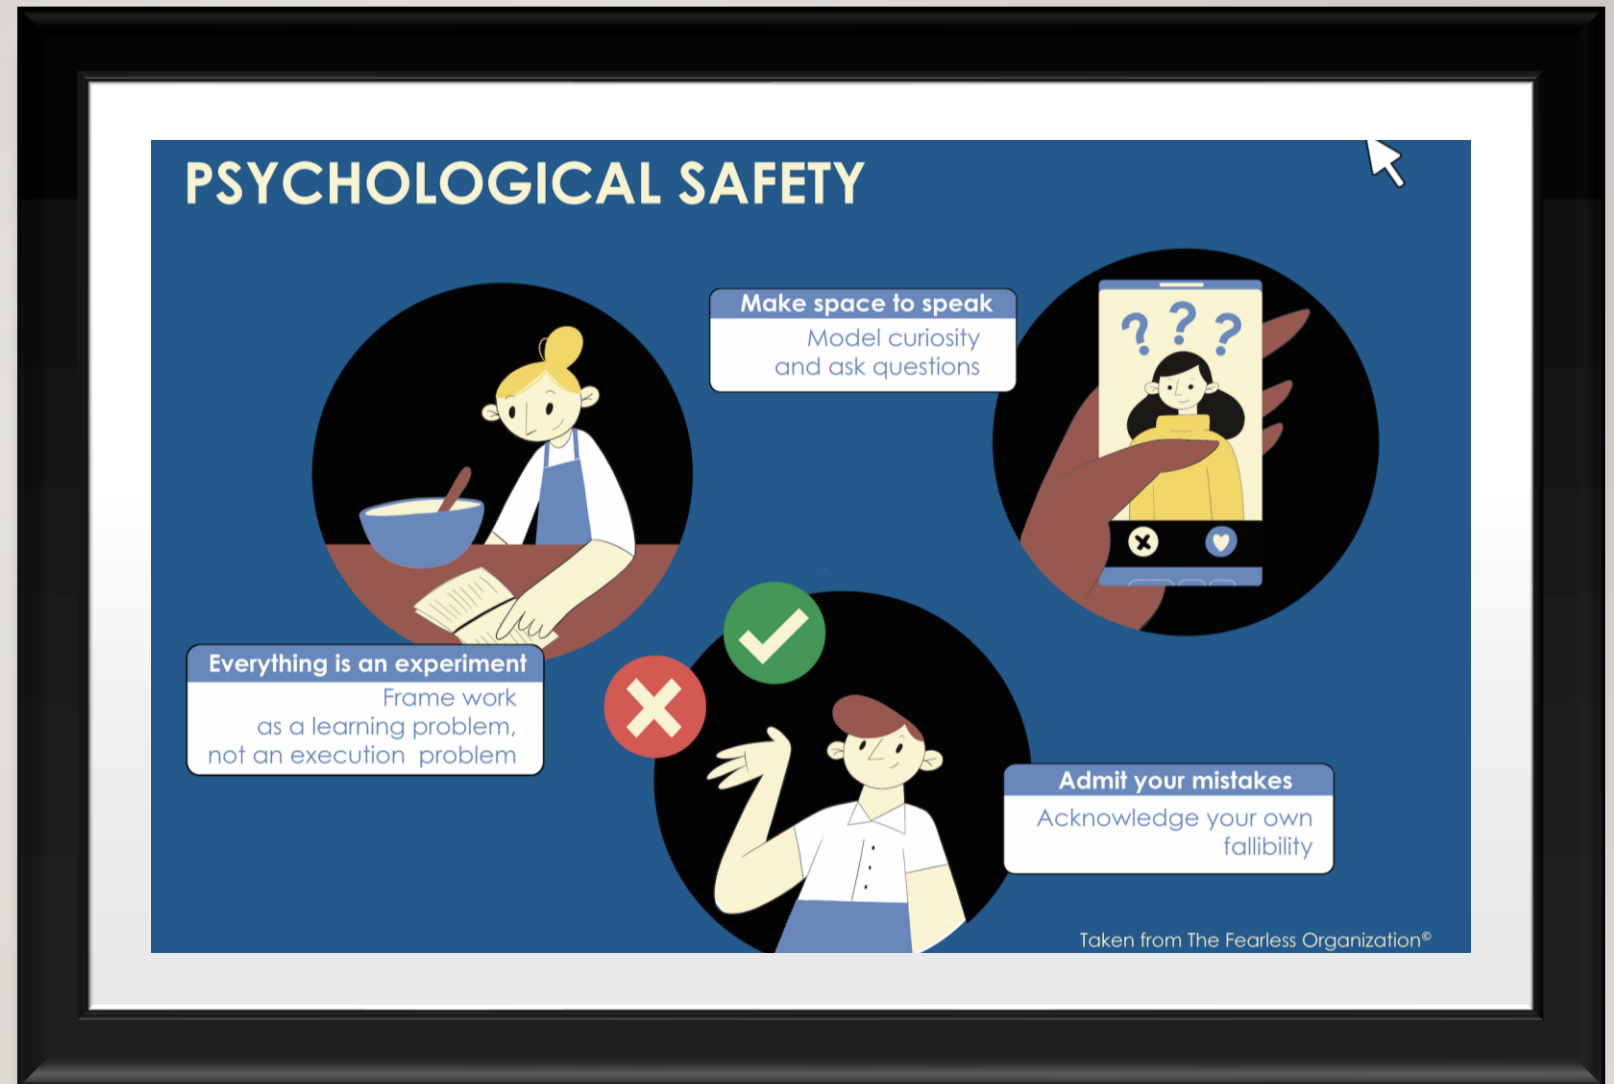 PSYCHOLOGICAL SAFETY
Make space to speak
Model curiosity
and ask questions
? ? ?
Everything is an experiment
Frame work
as a learning problem,
not an execution problem
Admit your mistakes
Acknowledge your own
fallibility
Taken from The Fearless Organization©